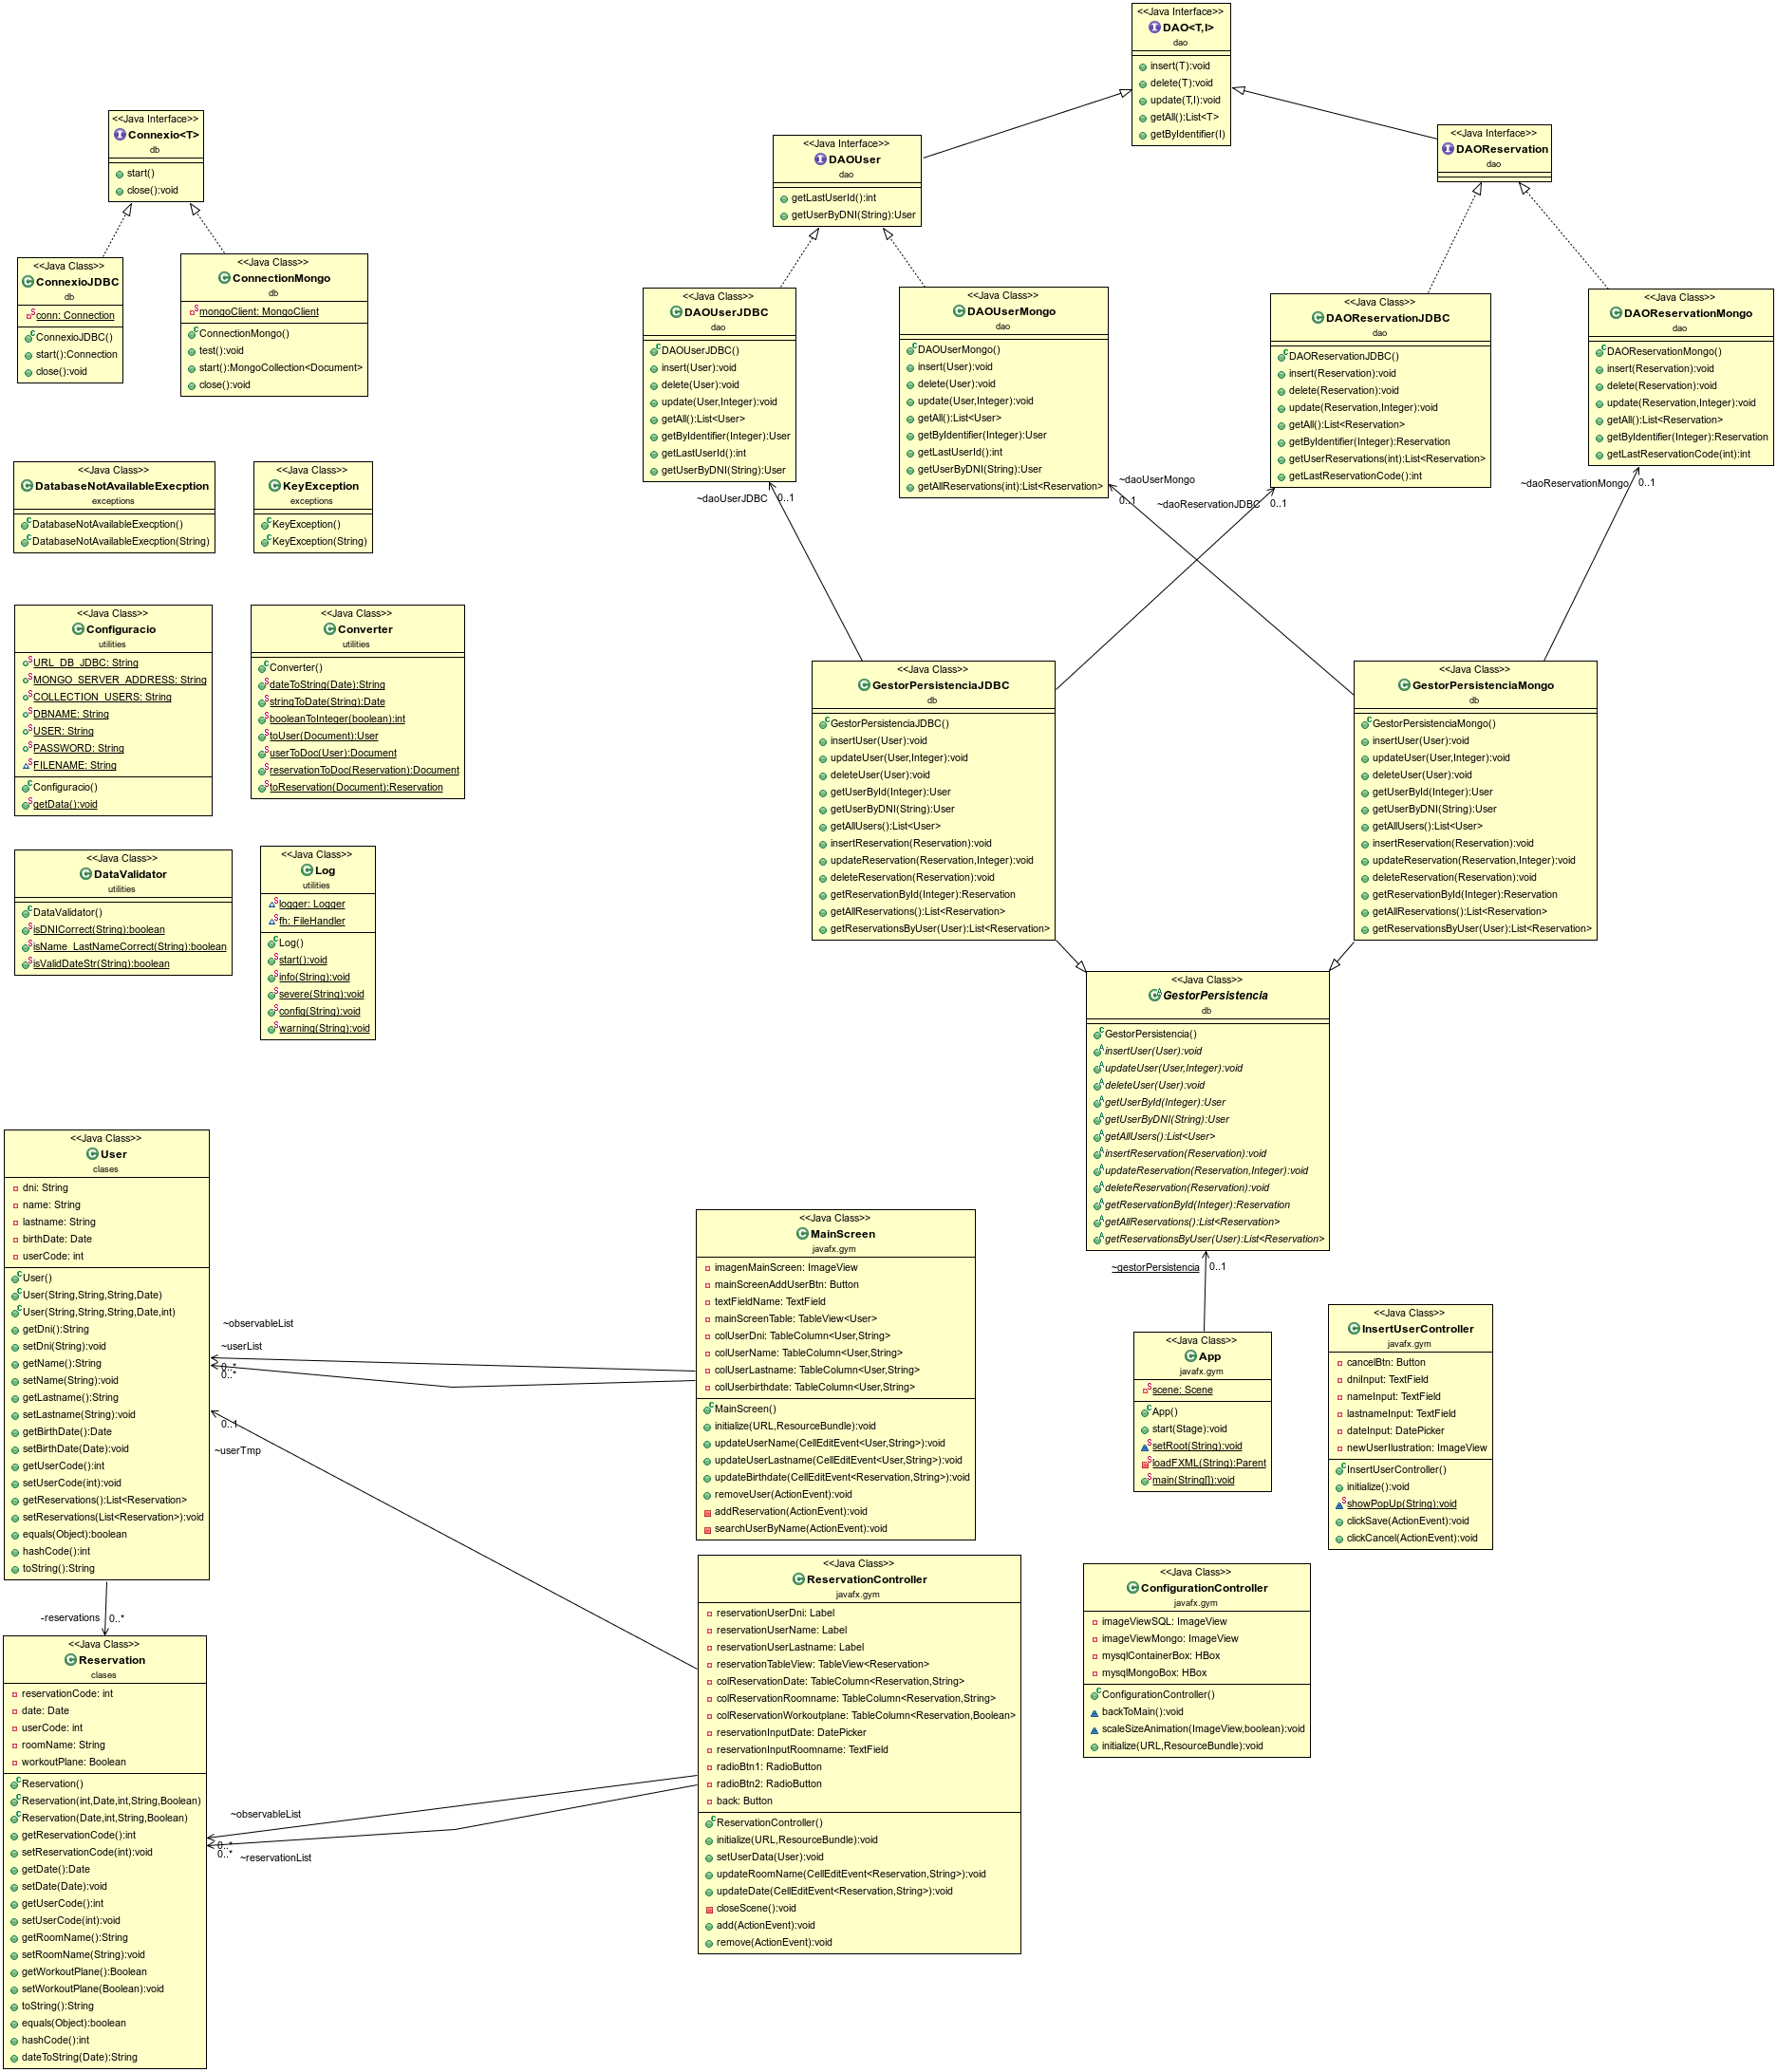 <<Java Interface>>
DAO<T,I>
dao
insert(T):void
delete(T):void
update(T,I):void
getAll():List<T>
getByIdentifier(I)
<<Java Interface>>
Connexio<T>
db
start()
close():void
<<Java Interface>>
DAOUser
dao
getLastUserId():int
getUserByDNI(String):User
<<Java Interface>>
DAOReservation
dao
<<Java Class>>
ConnexioJDBC
db
conn: Connection
ConnexioJDBC()
start():Connection
close():void
<<Java Class>>
ConnectionMongo
db
mongoClient: MongoClient
ConnectionMongo()
test():void
start():MongoCollection<Document>
close():void
<<Java Class>>
DAOUserJDBC
dao
DAOUserJDBC()
insert(User):void
delete(User):void
update(User,Integer):void
getAll():List<User>
getByIdentifier(Integer):User
getLastUserId():int
getUserByDNI(String):User
<<Java Class>>
DAOUserMongo
dao
DAOUserMongo()
insert(User):void
delete(User):void
update(User,Integer):void
getAll():List<User>
getByIdentifier(Integer):User
getLastUserId():int
getUserByDNI(String):User
getAllReservations(int):List<Reservation>
<<Java Class>>
DAOReservationJDBC
dao
DAOReservationJDBC()
insert(Reservation):void
delete(Reservation):void
update(Reservation,Integer):void
getAll():List<Reservation>
getByIdentifier(Integer):Reservation
getUserReservations(int):List<Reservation>
getLastReservationCode():int
<<Java Class>>
DAOReservationMongo
dao
DAOReservationMongo()
insert(Reservation):void
delete(Reservation):void
update(Reservation,Integer):void
getAll():List<Reservation>
getByIdentifier(Integer):Reservation
getLastReservationCode(int):int
<<Java Class>>
DatabaseNotAvailableExecption
exceptions
DatabaseNotAvailableExecption()
DatabaseNotAvailableExecption(String)
<<Java Class>>
KeyException
exceptions
KeyException()
KeyException(String)
~daoUserJDBC
0..1
~daoUserMongo
0..1
~daoReservationJDBC
0..1
~daoReservationMongo
0..1
<<Java Class>>
Configuracio
utilities
URL_DB_JDBC: String
MONGO_SERVER_ADDRESS: String
COLLECTION_USERS: String
DBNAME: String
USER: String
PASSWORD: String
FILENAME: String
Configuracio()
getData():void
<<Java Class>>
Converter
utilities
Converter()
dateToString(Date):String
stringToDate(String):Date
booleanToInteger(boolean):int
toUser(Document):User
userToDoc(User):Document
reservationToDoc(Reservation):Document
toReservation(Document):Reservation
<<Java Class>>
GestorPersistenciaJDBC
db
GestorPersistenciaJDBC()
insertUser(User):void
updateUser(User,Integer):void
deleteUser(User):void
getUserById(Integer):User
getUserByDNI(String):User
getAllUsers():List<User>
insertReservation(Reservation):void
updateReservation(Reservation,Integer):void
deleteReservation(Reservation):void
getReservationById(Integer):Reservation
getAllReservations():List<Reservation>
getReservationsByUser(User):List<Reservation>
<<Java Class>>
GestorPersistenciaMongo
db
GestorPersistenciaMongo()
insertUser(User):void
updateUser(User,Integer):void
deleteUser(User):void
getUserById(Integer):User
getUserByDNI(String):User
getAllUsers():List<User>
insertReservation(Reservation):void
updateReservation(Reservation,Integer):void
deleteReservation(Reservation):void
getReservationById(Integer):Reservation
getAllReservations():List<Reservation>
getReservationsByUser(User):List<Reservation>
<<Java Class>>
DataValidator
utilities
DataValidator()
isDNICorrect(String):boolean
isName_LastNameCorrect(String):boolean
isValidDateStr(String):boolean
<<Java Class>>
Log
utilities
logger: Logger
fh: FileHandler
Log()
start():void
info(String):void
severe(String):void
config(String):void
warning(String):void
<<Java Class>>
GestorPersistencia
db
GestorPersistencia()
insertUser(User):void
updateUser(User,Integer):void
deleteUser(User):void
getUserById(Integer):User
getUserByDNI(String):User
getAllUsers():List<User>
insertReservation(Reservation):void
updateReservation(Reservation,Integer):void
deleteReservation(Reservation):void
getReservationById(Integer):Reservation
getAllReservations():List<Reservation>
getReservationsByUser(User):List<Reservation>
~gestorPersistencia
0..1
<<Java Class>>
User
clases
dni: String
name: String
lastname: String
birthDate: Date
userCode: int
User()
User(String,String,String,Date)
User(String,String,String,Date,int)
getDni():String
setDni(String):void
getName():String
setName(String):void
getLastname():String
setLastname(String):void
getBirthDate():Date
setBirthDate(Date):void
getUserCode():int
setUserCode(int):void
getReservations():List<Reservation>
setReservations(List<Reservation>):void
equals(Object):boolean
hashCode():int
toString():String
~observableList
~userList
0..*
0..*
0..1
~userTmp
<<Java Class>>
MainScreen
javafx.gym
imagenMainScreen: ImageView
mainScreenAddUserBtn: Button
textFieldName: TextField
mainScreenTable: TableView<User>
colUserDni: TableColumn<User,String>
colUserName: TableColumn<User,String>
colUserLastname: TableColumn<User,String>
colUserbirthdate: TableColumn<User,String>
MainScreen()
initialize(URL,ResourceBundle):void
updateUserName(CellEditEvent<User,String>):void
updateUserLastname(CellEditEvent<User,String>):void
updateBirthdate(CellEditEvent<Reservation,String>):void
removeUser(ActionEvent):void
addReservation(ActionEvent):void
searchUserByName(ActionEvent):void
<<Java Class>>
App
javafx.gym
scene: Scene
App()
start(Stage):void
setRoot(String):void
loadFXML(String):Parent
main(String[]):void
<<Java Class>>
InsertUserController
javafx.gym
cancelBtn: Button
dniInput: TextField
nameInput: TextField
lastnameInput: TextField
dateInput: DatePicker
newUserIlustration: ImageView
InsertUserController()
initialize():void
showPopUp(String):void
clickSave(ActionEvent):void
clickCancel(ActionEvent):void
-reservations
0..*
<<Java Class>>
Reservation
clases
reservationCode: int
date: Date
userCode: int
roomName: String
workoutPlane: Boolean
Reservation()
Reservation(int,Date,int,String,Boolean)
Reservation(Date,int,String,Boolean)
getReservationCode():int
setReservationCode(int):void
getDate():Date
setDate(Date):void
getUserCode():int
setUserCode(int):void
getRoomName():String
setRoomName(String):void
getWorkoutPlane():Boolean
setWorkoutPlane(Boolean):void
toString():String
equals(Object):boolean
hashCode():int
dateToString(Date):String
~observableList
0..*
0..*
~reservationList
<<Java Class>>
ReservationController
javafx.gym
reservationUserDni: Label
reservationUserName: Label
reservationUserLastname: Label
reservationTableView: TableView<Reservation>
colReservationDate: TableColumn<Reservation,String>
colReservationRoomname: TableColumn<Reservation,String>
colReservationWorkoutplane: TableColumn<Reservation,Boolean>
reservationInputDate: DatePicker
reservationInputRoomname: TextField
radioBtn1: RadioButton
radioBtn2: RadioButton
back: Button
ReservationController()
initialize(URL,ResourceBundle):void
setUserData(User):void
updateRoomName(CellEditEvent<Reservation,String>):void
updateDate(CellEditEvent<Reservation,String>):void
closeScene():void
add(ActionEvent):void
remove(ActionEvent):void
<<Java Class>>
ConfigurationController
javafx.gym
imageViewSQL: ImageView
imageViewMongo: ImageView
mysqlContainerBox: HBox
mysqlMongoBox: HBox
ConfigurationController()
backToMain():void
scaleSizeAnimation(ImageView,boolean):void
initialize(URL,ResourceBundle):void